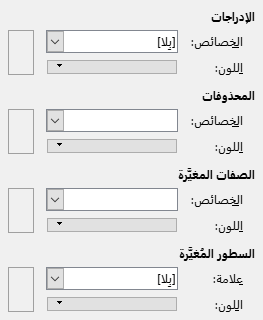 الإدراجات
الخصائص: [بلا]
اللون:
المحذوفات
الخصائص:
اللون:
الصفات المغيَّرة
الخصائص:
اللون:
السطور المُغيَّرة
علامة: [بلا]
اللون: